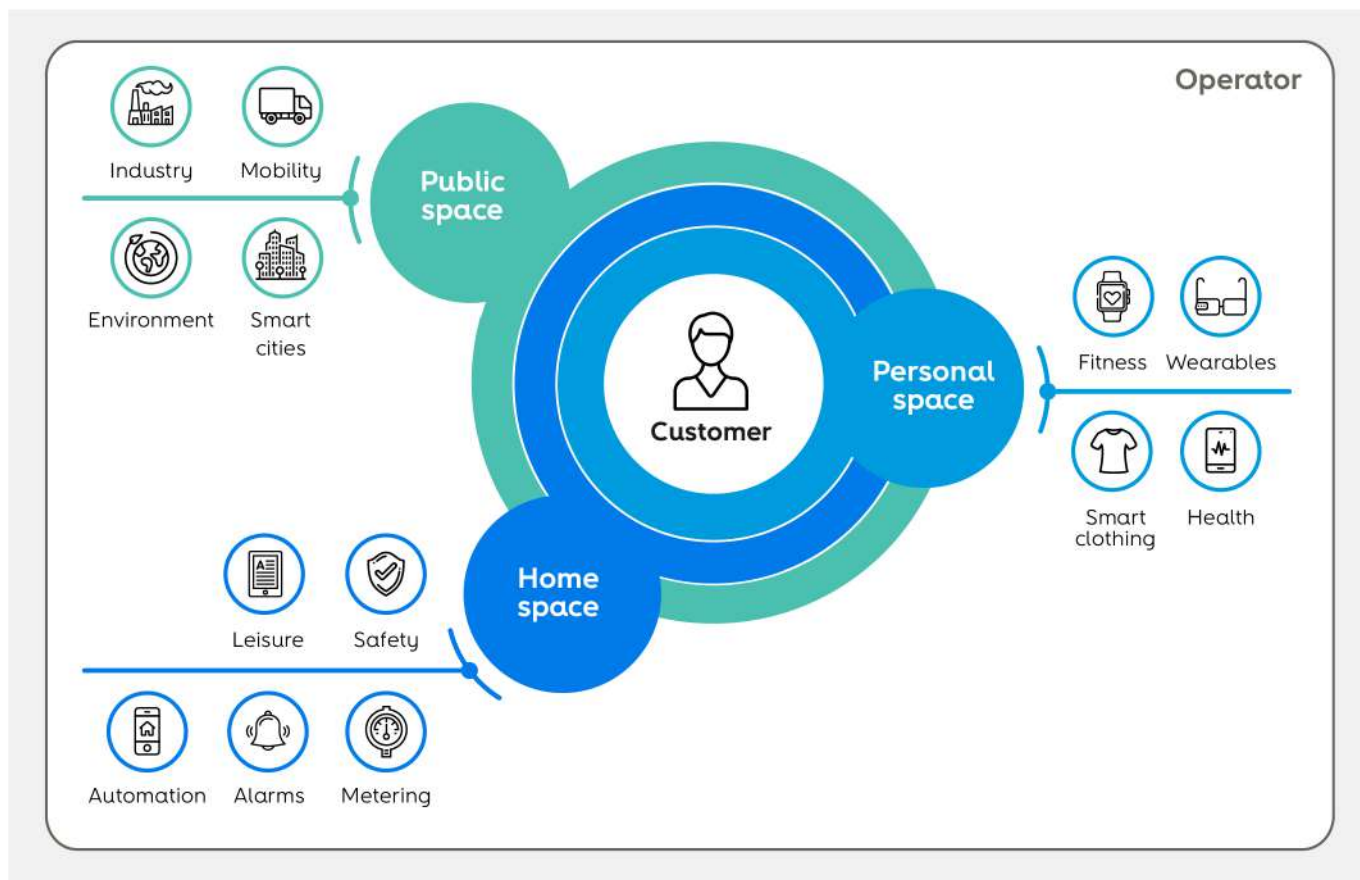 Operator
Industry
Mobility
Public
space
Environment
Smart
cities
Fitness
Wearables
Personal
space
Customer
Smart
clothing
Health
Leisure
Safety
Home
space
Automation
Alarms
Metering